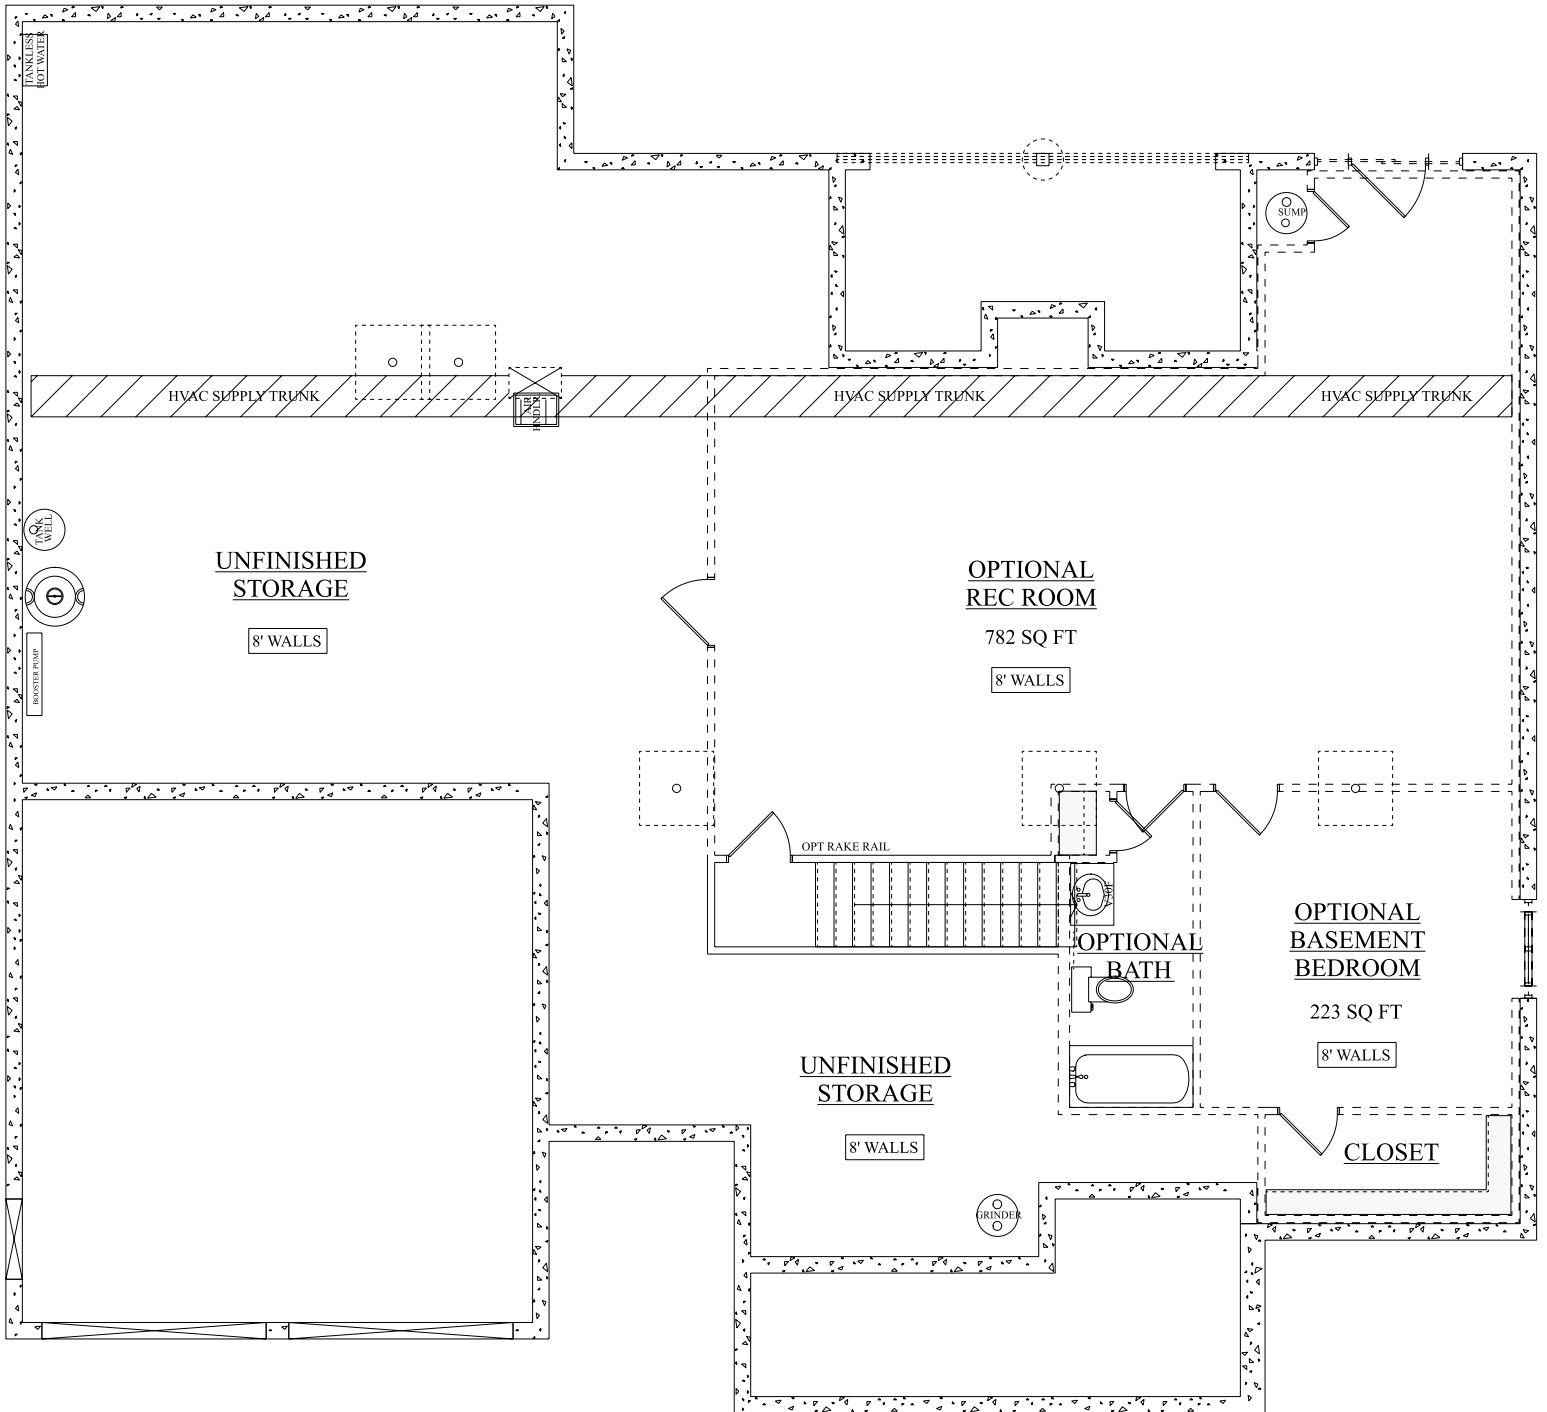 TANKLESS
HOT WATER
SUMP
HVAC SUPPLY TRUNK
HVAC SUPPLY TRUNK
HVAC SUPPLY TRUNK
AIR
HNDLR
TANK
WELL
UNFINISHED
STORAGE
8' WALLS
BOOSTER PUMP
OPTIONAL
REC ROOM
782 SQ FT
8' WALLS
OPT RAKE RAIL
OPTIONAL
BATH
OPTIONAL
BASEMENT
BEDROOM
223 SQ FT
8' WALLS
UNFINISHED
STORAGE
8' WALLS
CLOSET
GRINDER